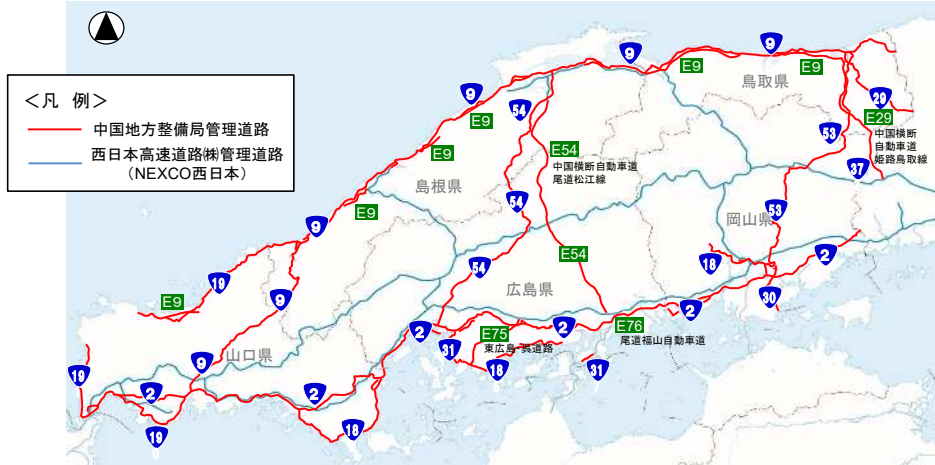 ＜凡 例＞
中国地方整備局管理道路
西日本高速道路㈱管理道路
（NEXCO西日本）
9
9
E9
E9
鳥取県
9
54
29
E9
E29
53
中国横断
自動車道
姫路鳥取線
E9
E54
中国横断自動車道
尾道松江線
37
島根県
54
E9
53
岡山県
9
2
54
E54
18
19
9
広島県
30
E9
2
E75
2
E76
2
尾道福山自動車道
31
東広島・呉道路
山口県
9
18
31
19
2
2
18
19